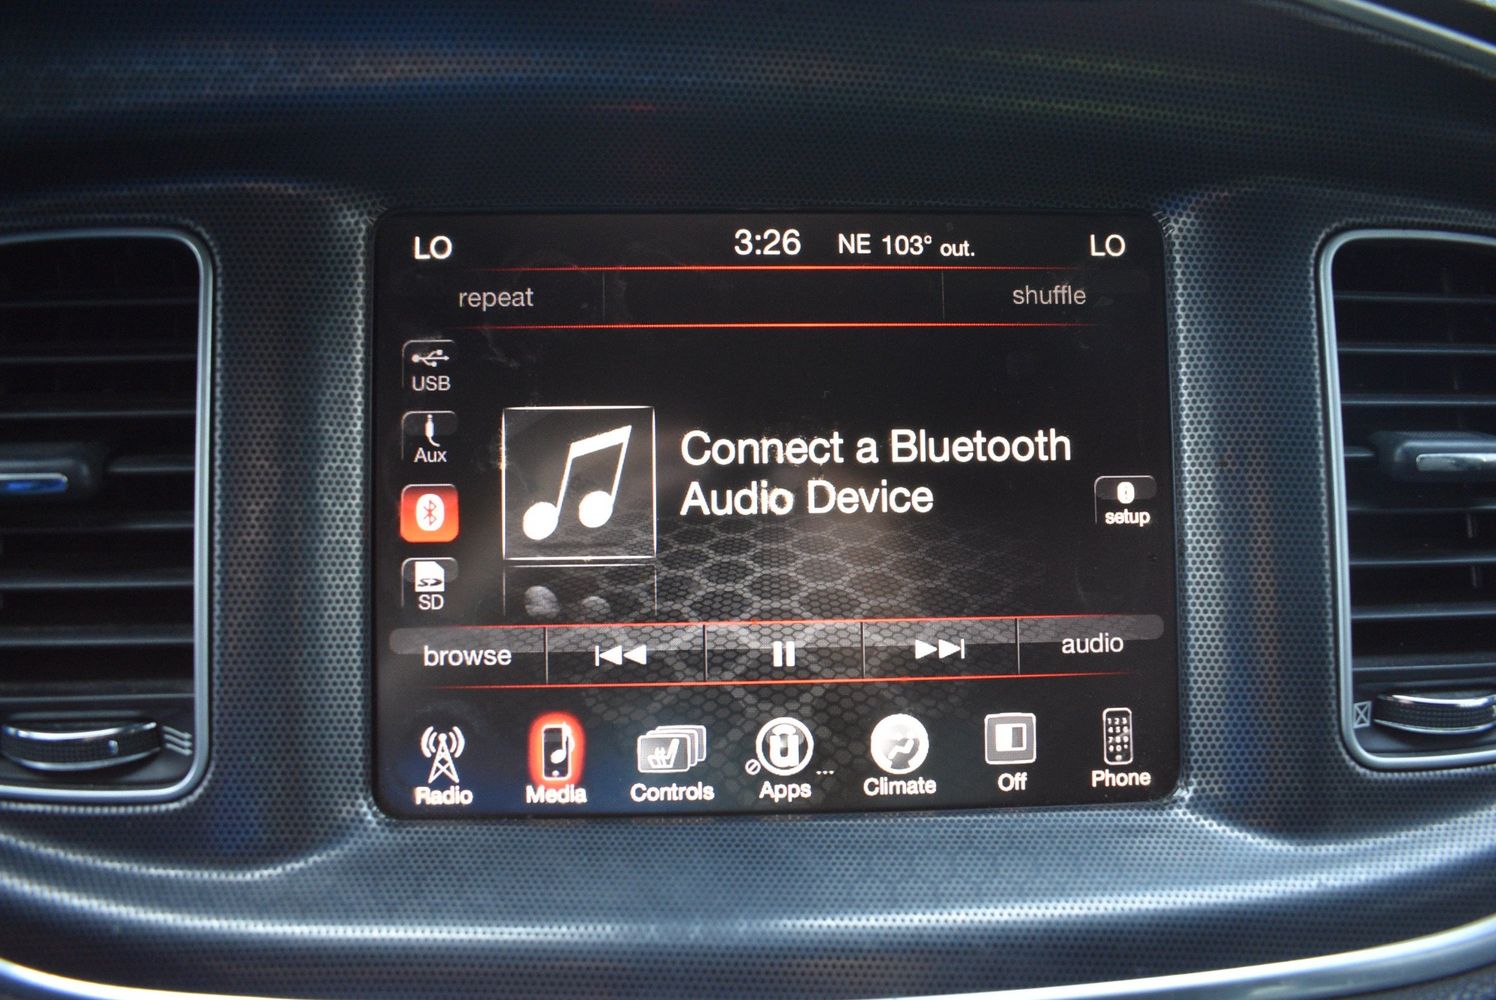 LO 3:26 NE 103° out. LO
repeat shuffle
USB
Aux
Connect a Bluetooth
Audio Device
setup
SD
browse audio
Radio Media Controls Apps ... Climate Off Phone